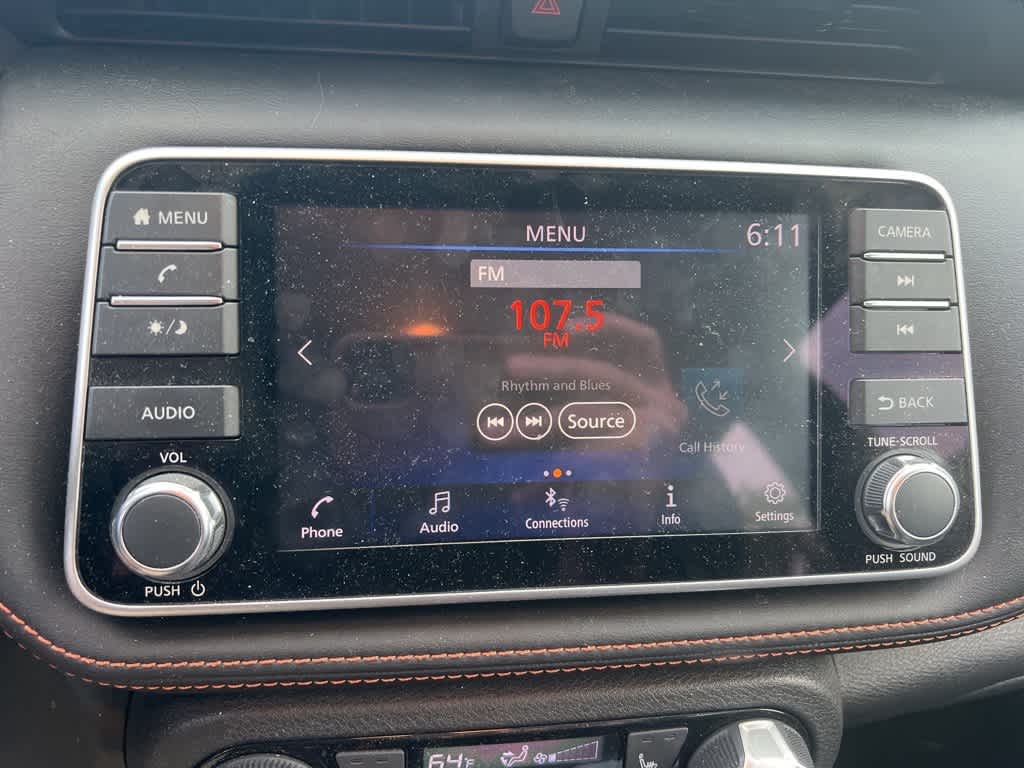 MENU
AUDIO
VOL
PUSH
MENU
6:11
FM
107.5
FM
Rhythm and Blues
Source
Call History
Phone
Audio
Connections
Info
Settings
CAMERA
BACK
TUNE-SCROLL
PUSH SOUND
64°F